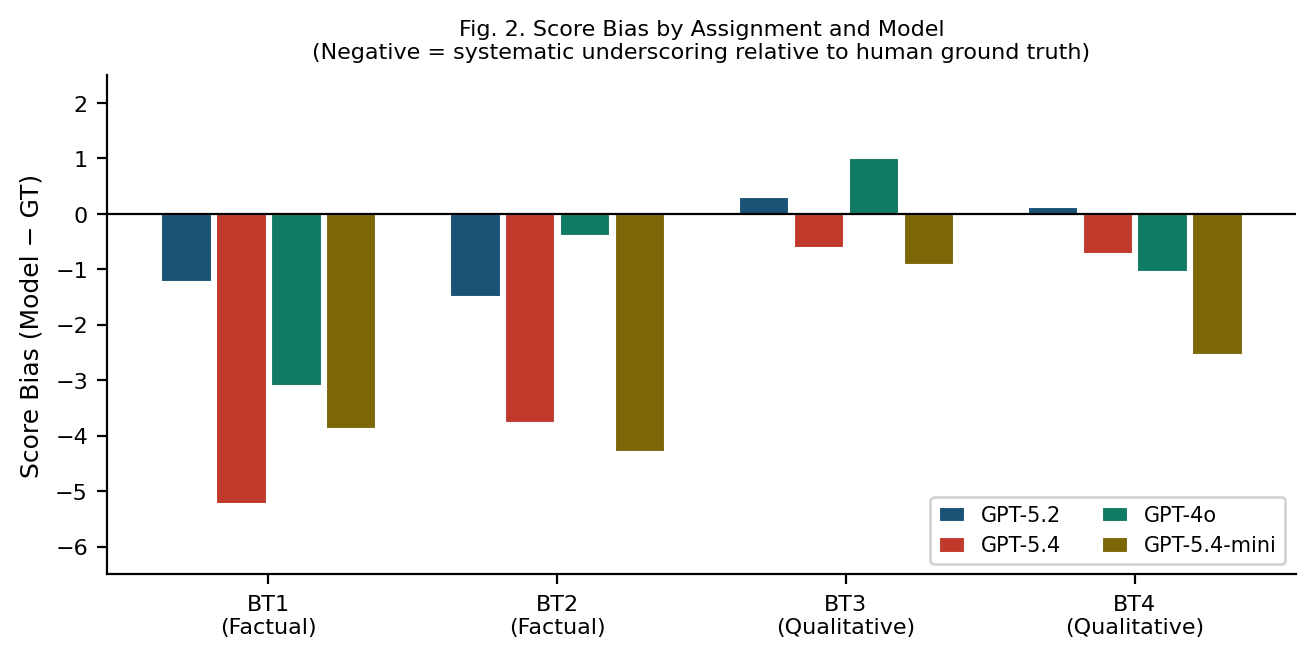 Fig. 2. Score Bias by Assignment and Model
(Negative = systematic underscoring relative to human ground truth)
Score Bias (Model − GT)
2
1
0
−1
−2
−3
−4
−5
−6
BT1
(Factual)
BT2
(Factual)
BT3
(Qualitative)
BT4
(Qualitative)
GPT-5.2
GPT-5.4
GPT-4o
GPT-5.4-mini